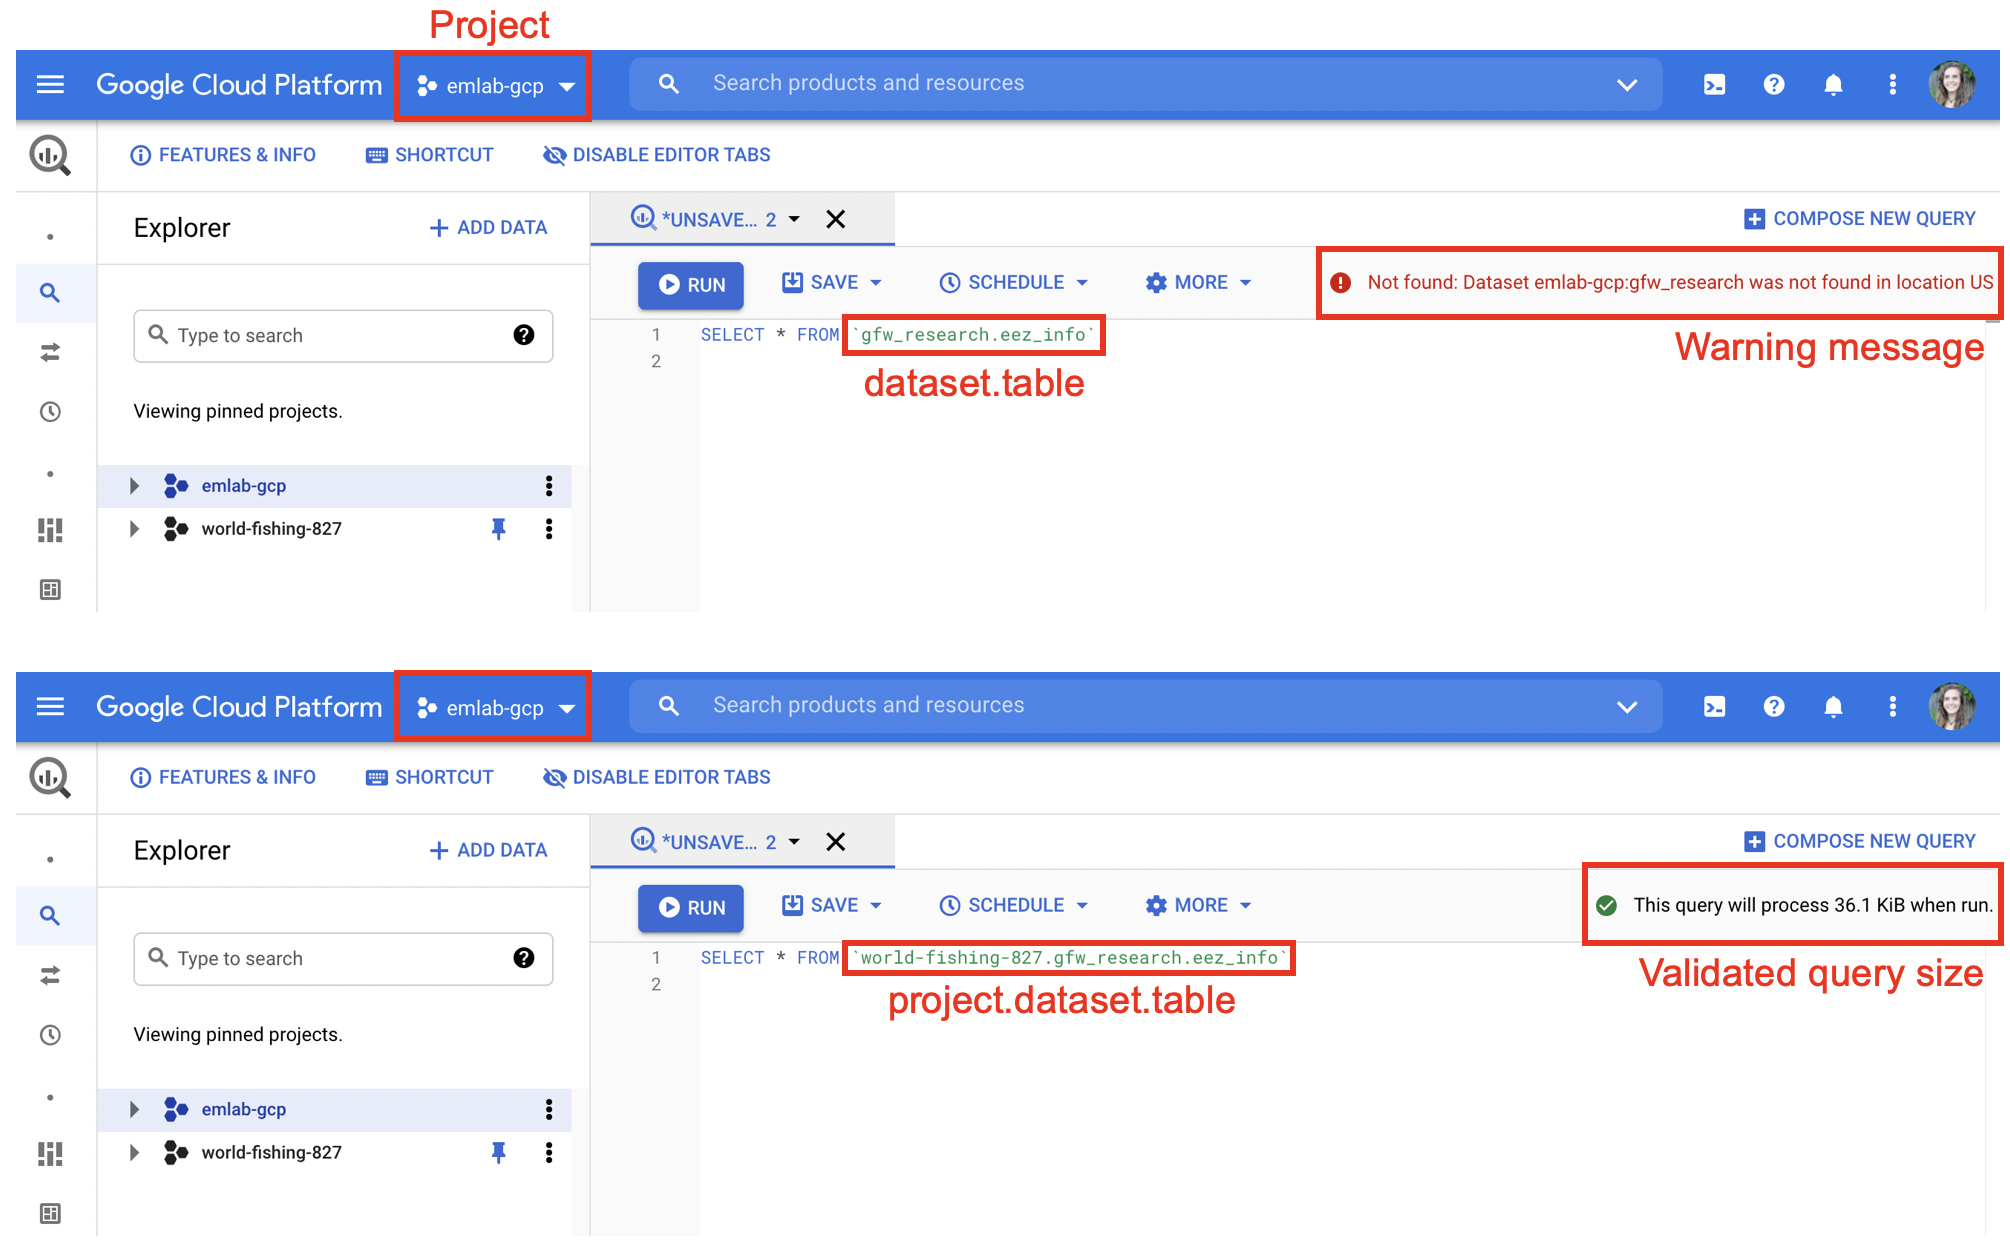 Project
Google Cloud Platform
emlab-gcp
Search products and resources
FEATURES & INFO
SHORTCUT
DISABLE EDITOR TABS
Explorer
ADD DATA
*UNSAVE... 2
COMPOSE NEW QUERY
RUN
SAVE
SCHEDULE
MORE
Not found: Dataset emlab-gcp:gfw_research was not found in location US
Warning message
Type to search
1 SELECT * FROM `gfw_research.eez_info`
2
dataset.table
Viewing pinned projects.
emlab-gcp
world-fishing-827
Google Cloud Platform
emlab-gcp
Search products and resources
FEATURES & INFO
SHORTCUT
DISABLE EDITOR TABS
Explorer
ADD DATA
*UNSAVE... 2
COMPOSE NEW QUERY
RUN
SAVE
SCHEDULE
MORE
This query will process 36.1 KiB when run.
Validated query size
Type to search
1 SELECT * FROM `world-fishing-827.gfw_research.eez_info`
2
project.dataset.table
Viewing pinned projects.
emlab-gcp
world-fishing-827